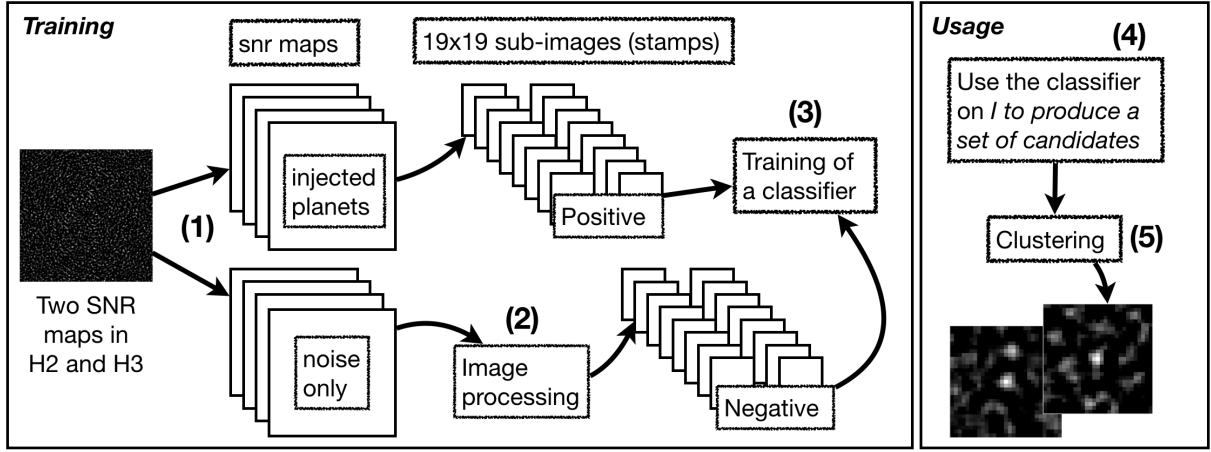 Training
snr maps
19x19 sub-images (stamps)
injected
planets
Positive
(3)
Training of
a classifier
(1)
Two SNR
maps in
H2 and H3
noise
only
(2)
Image
processing
Negative
Usage
(4)
Use the classifier
on I to produce a
set of candidates
Clustering
(5)